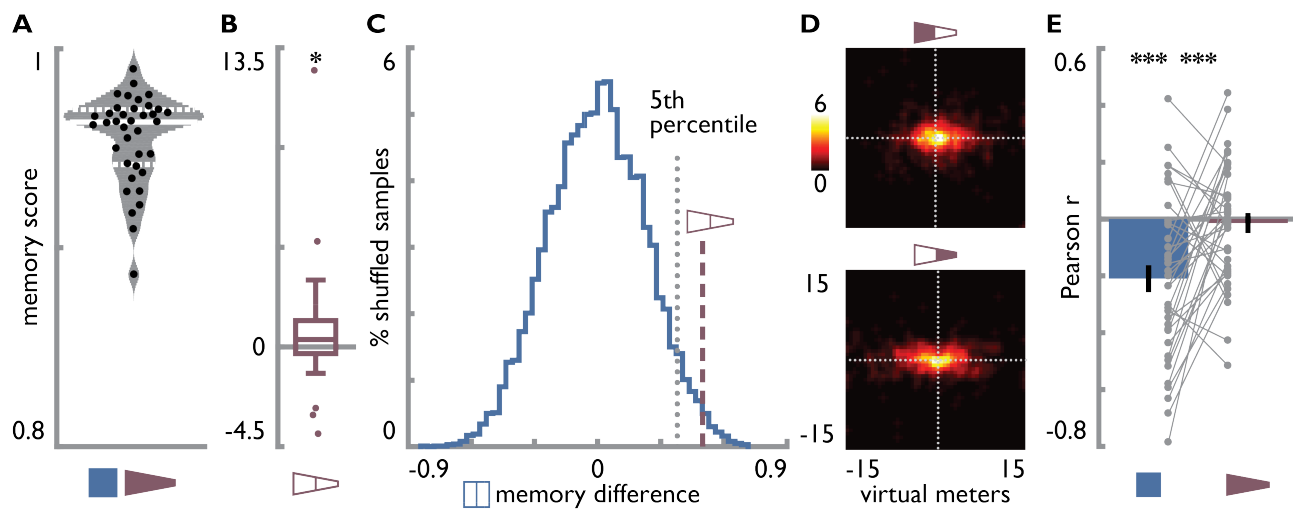 A
1
memory score
0.8
B
13.5
*
0
-4.5
C
6
% shuffled samples
0
5th
percentile
-0.9
0
0.9
memory difference
D
6
0
15
-15
-15
15
virtual meters
E
0.6
*** ***
Pearson r
-0.8